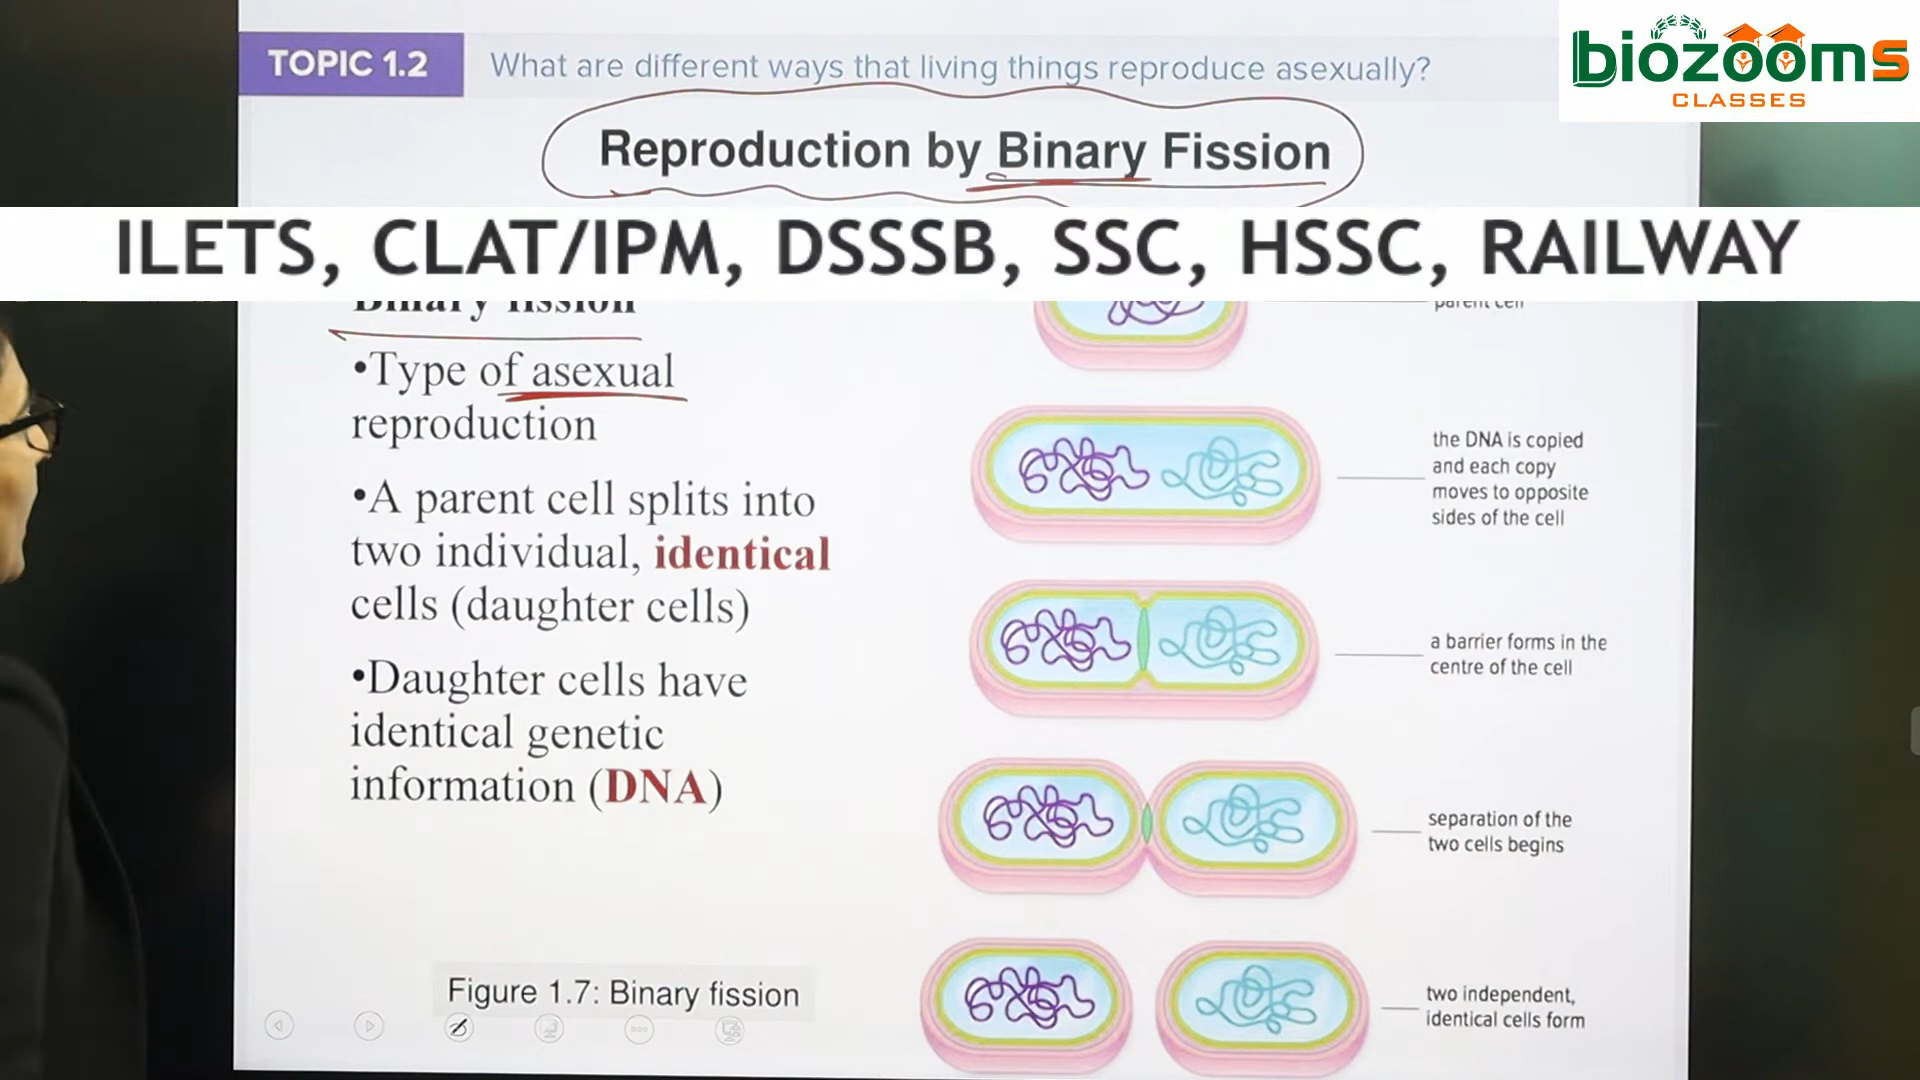 TOPIC 1.2
What are different ways that living things reproduce asexually?
biozooms
CLASSES
Reproduction by Binary Fission
ILETS, CLAT/IPM, DSSSB, SSC, HSSC, RAILWAY
Binary fission
•Type of asexual
reproduction
•A parent cell splits into
two individual, identical
cells (daughter cells)
•Daughter cells have
identical genetic
information (DNA)
Figure 1.7: Binary fission
parent cell
the DNA is copied
and each copy
moves to opposite
sides of the cell
a barrier forms in the
centre of the cell
separation of the
two cells begins
two independent,
identical cells form